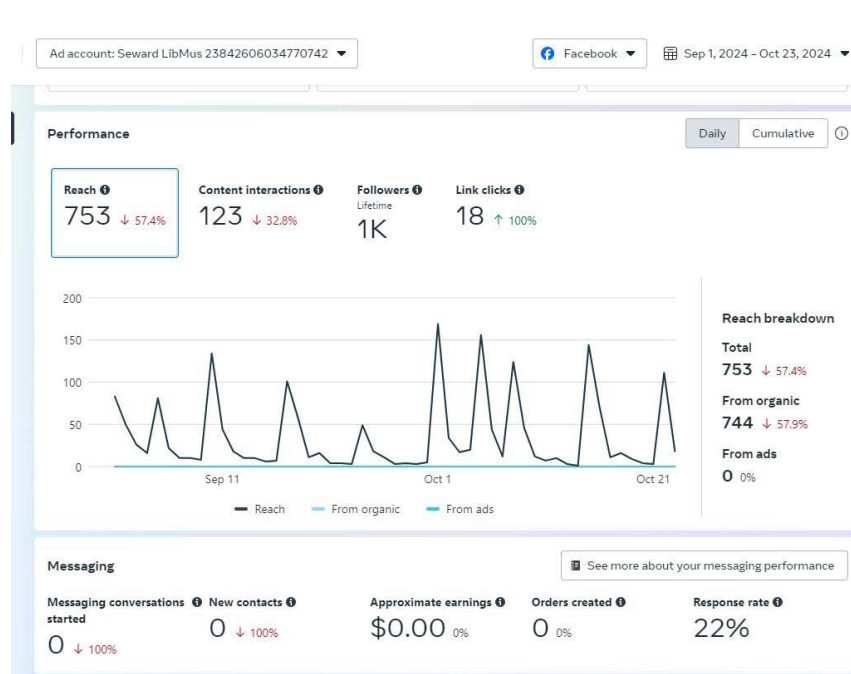 Ad account: Seward LibMus 23842606034770742
Facebook
Sep 1, 2024 – Oct 23, 2024
Performance
Daily
Cumulative
Reach
753 ↓ 57.4%
Content interactions
123 ↓ 32.8%
Followers
Lifetime
1K
Link clicks
18 ↑ 100%
200
150
100
50
0
Sep 11
Oct 1
Oct 21
Reach
From organic
From ads
Reach breakdown
Total
753 ↓ 57.4%
From organic
744 ↓ 57.9%
From ads
0 0%
Messaging
See more about your messaging performance
Messaging conversations
started
0 ↓ 100%
New contacts
0 ↓ 100%
Approximate earnings
$0.00 0%
Orders created
0 0%
Response rate
22%